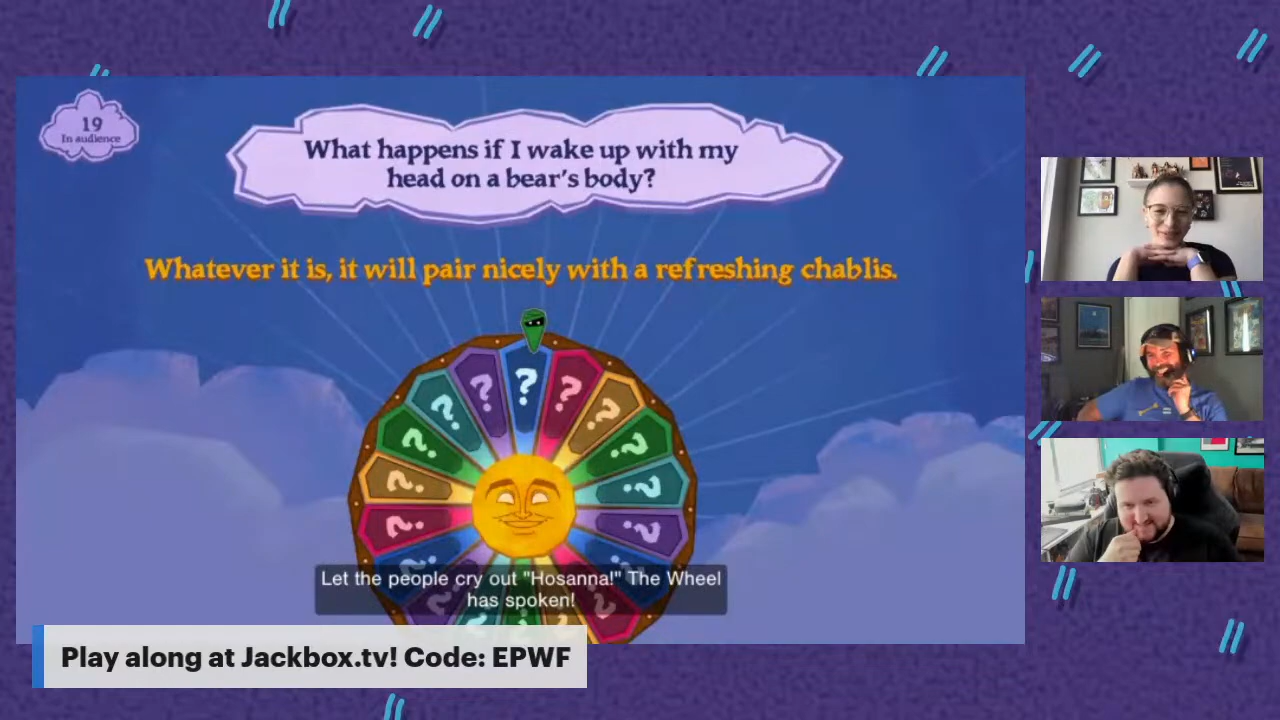 19
In audience
What happens if I wake up with my
head on a bear's body?
Whatever it is, it will pair nicely with a refreshing chablis.
? ? ? ? ? ? ? ? ? ? ? ? ? ? ? ?
Let the people cry out "Hosanna!" The Wheel
has spoken!
Play along at Jackbox.tv! Code: EPWF